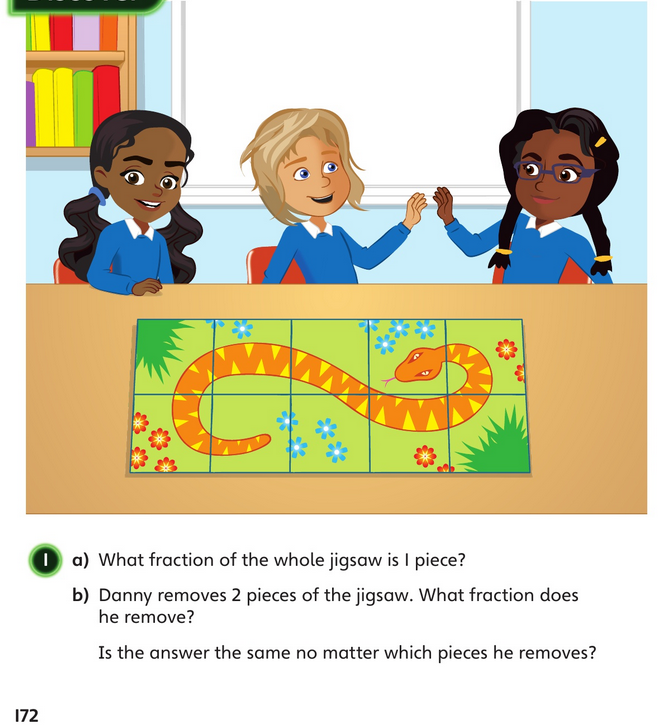 1 a) What fraction of the whole jigsaw is 1 piece?
b) Danny removes 2 pieces of the jigsaw. What fraction does
he remove?
Is the answer the same no matter which pieces he removes?
172